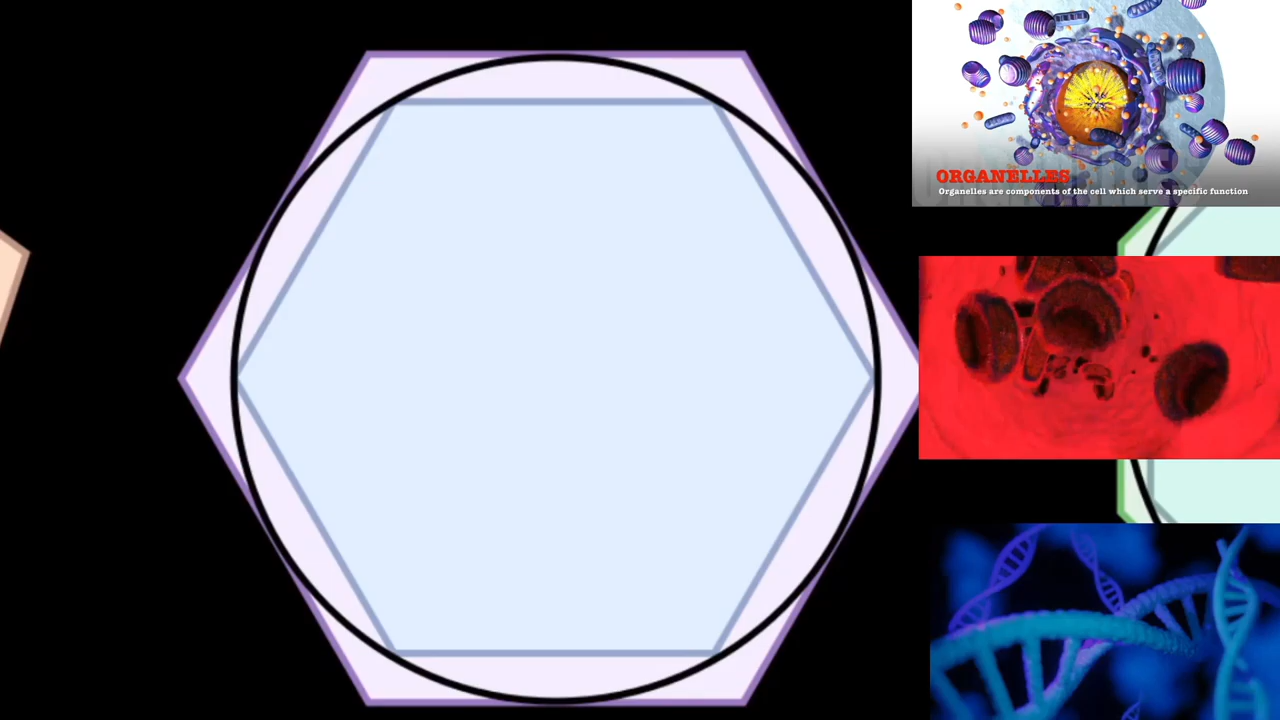 ORGANELLES
Organelles are components of the cell which serve a specific function